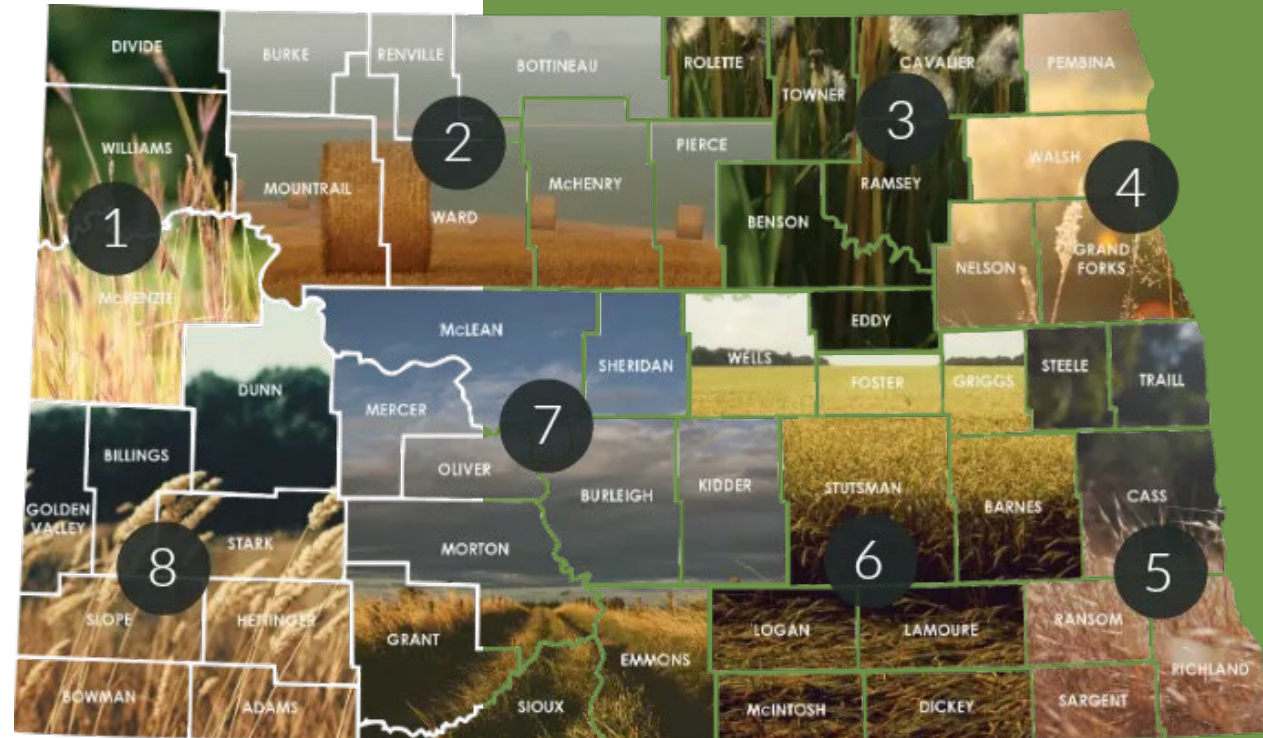 DIVIDE
BURKE
RENVILLE
BOTTINEAU
ROLETTE
TOWNER
CAVALIER
PEMBINA
WILLIAMS
MOUNTRAIL
2
WARD
McHENRY
PIERCE
3
BENSON
RAMSEY
WALSH
4
NELSON
GRAND
FORKS
1
McKENZIE
DUNN
McLEAN
SHERIDAN
WELLS
EDDY
FOSTER
GRIGGS
STEELE
TRAILL
MERCER
7
OLIVER
BURLEIGH
KIDDER
STUTSMAN
BARNES
CASS
BILLINGS
GOLDEN
VALLEY
8
STARK
MORTON
6
5
SLOPE
HETTINGER
GRANT
EMMONS
LOGAN
LAMOURE
RANSOM
RICHLAND
BOWMAN
ADAMS
SIOUX
McINTOSH
DICKEY
SARGENT